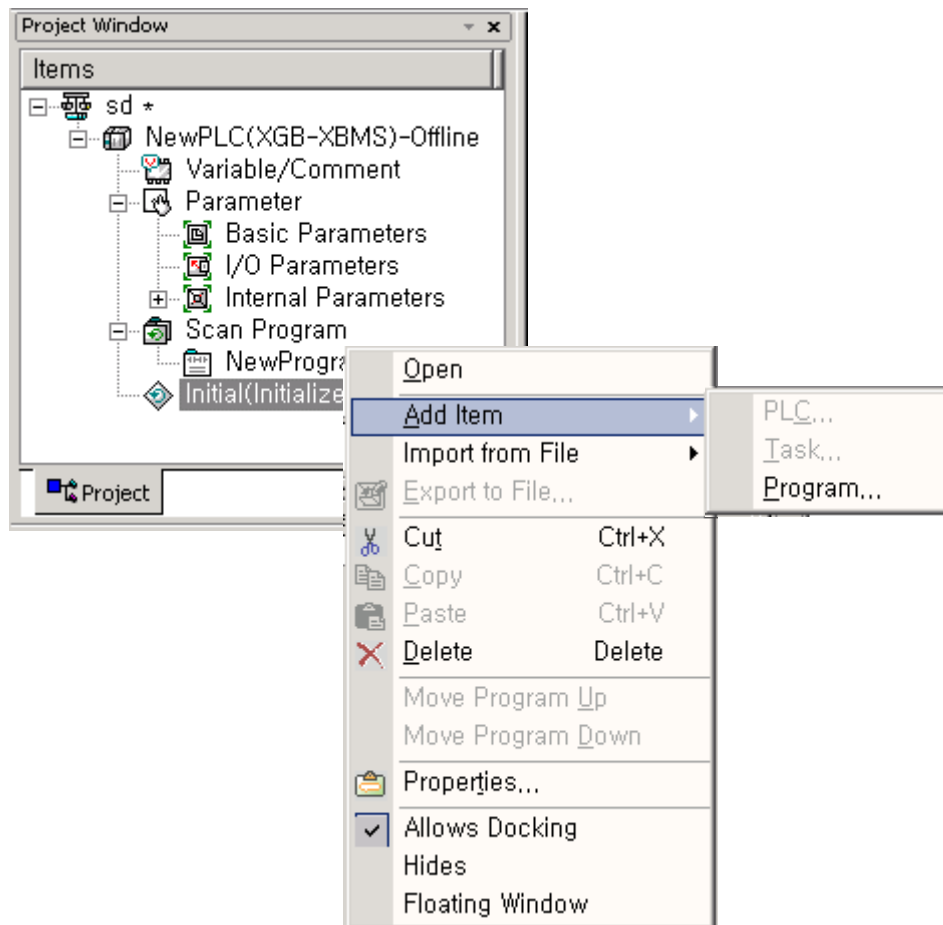 Project Window
Items
sd *
NewPLC(XGB-XBMS)-Offline
Variable/Comment
Parameter
Basic Parameters
I/O Parameters
Internal Parameters
Scan Program
Initial(Initialize
Project
Open
Add Item
Import from File
Export to File...
Cut Ctrl+X
Copy Ctrl+C
Paste Ctrl+V
Delete Delete
Move Program Up
Move Program Down
Properties...
Allows Docking
Hides
Floating Window
PLC...
Task...
Program...